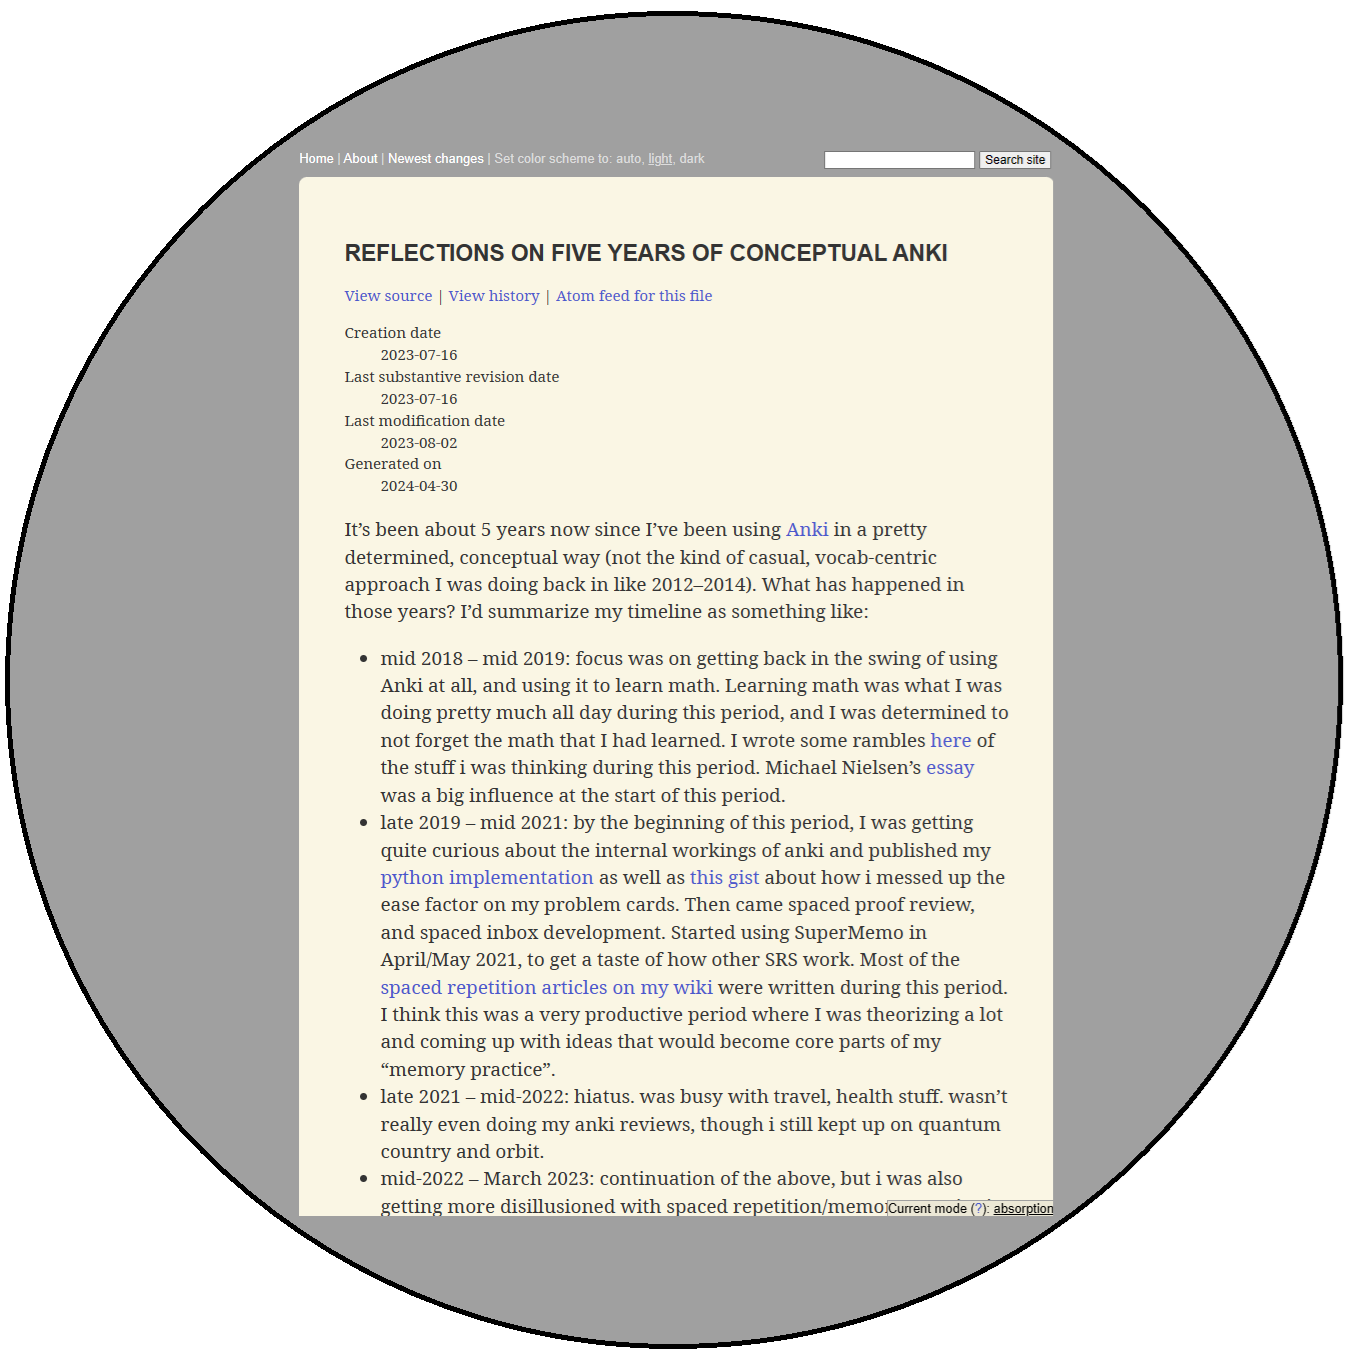 Home | About | Newest changes | Set color scheme to: auto, light, dark
Search site
REFLECTIONS ON FIVE YEARS OF CONCEPTUAL ANKI
View source | View history | Atom feed for this file
Creation date
2023-07-16
Last substantive revision date
2023-07-16
Last modification date
2023-08-02
Generated on
2024-04-30
It’s been about 5 years now since I’ve been using Anki in a pretty
determined, conceptual way (not the kind of casual, vocab-centric
approach I was doing back in like 2012–2014). What has happened in
those years? I’d summarize my timeline as something like:
• mid 2018 – mid 2019: focus was on getting back in the swing of using
Anki at all, and using it to learn math. Learning math was what I was
doing pretty much all day during this period, and I was determined to
not forget the math that I had learned. I wrote some rambles here of
the stuff i was thinking during this period. Michael Nielsen’s essay
was a big influence at the start of this period.
• late 2019 – mid 2021: by the beginning of this period, I was getting
quite curious about the internal workings of anki and published my
python implementation as well as this gist about how i messed up the
ease factor on my problem cards. Then came spaced proof review,
and spaced inbox development. Started using SuperMemo in
April/May 2021, to get a taste of how other SRS work. Most of the
spaced repetition articles on my wiki were written during this period.
I think this was a very productive period where I was theorizing a lot
and coming up with ideas that would become core parts of my
“memory practice”.
• late 2021 – mid-2022: hiatus. was busy with travel, health stuff. wasn’t
really even doing my anki reviews, though i still kept up on quantum
country and orbit.
• mid-2022 – March 2023: continuation of the above, but i was also
getting more disillusioned with spaced repetition/memo
Current mode (?): absorption